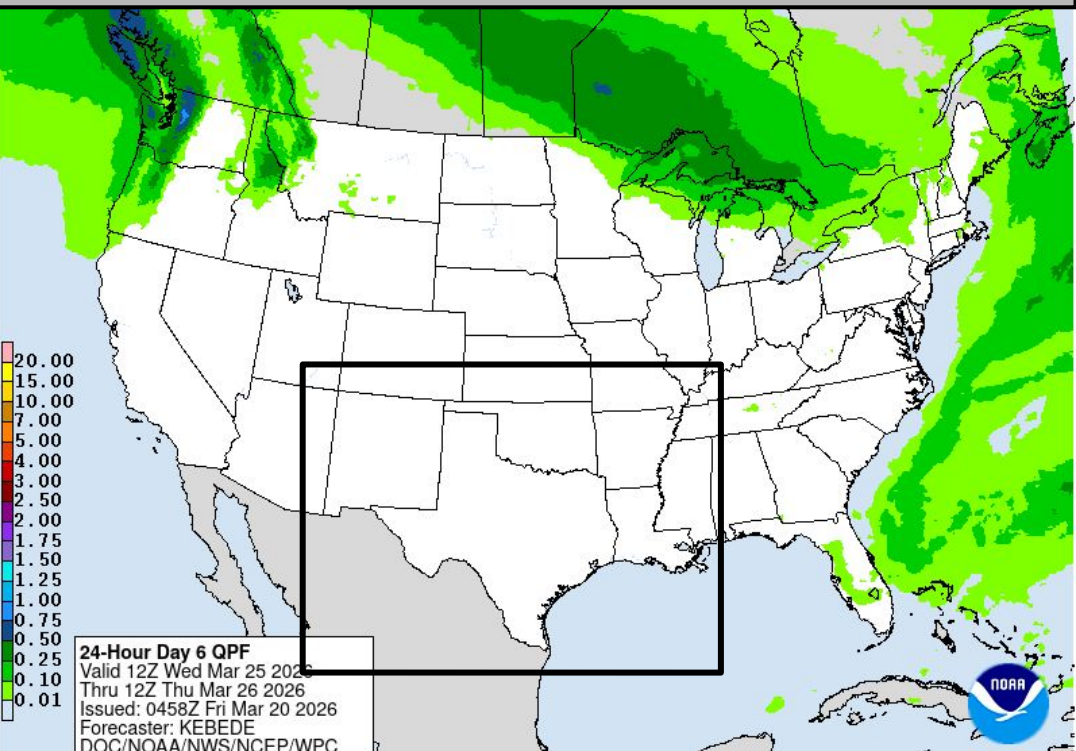 20.00
15.00
10.00
7.00
5.00
4.00
3.00
2.50
2.00
1.75
1.50
1.25
1.00
0.75
0.50
0.25
0.10
0.01
24-Hour Day 6 QPF
Valid 12Z Wed Mar 25 2026
Thru 12Z Thu Mar 26 2026
Issued: 0458Z Fri Mar 20 2026
Forecaster: KEBEDE
DOC/NOAA/NWS/NCEP/WPC
NOAA